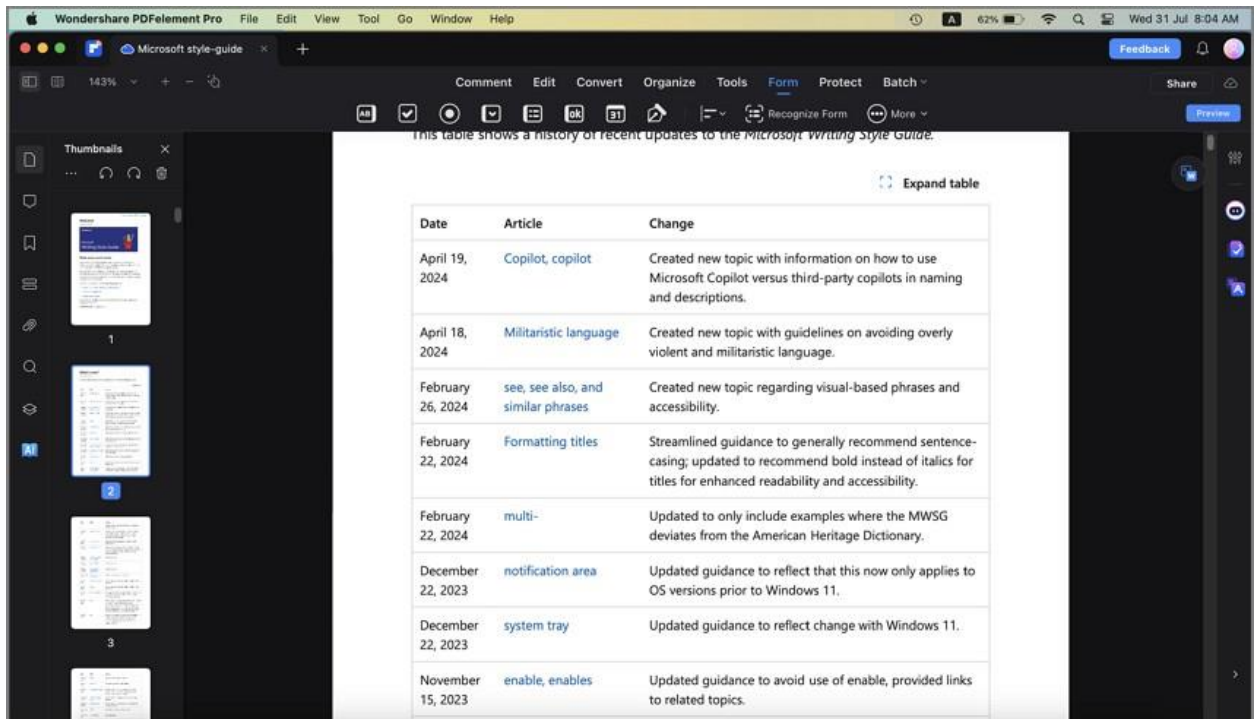 Wondershare PDFelement Pro File Edit View Tool Go Window Help A 62% Wed 31 Jul 8:04 AM
Microsoft style-guide Feedback
143% Comment Edit Convert Organize Tools Form Protect Batch Share
AB ok 31 Recognize Form More Preview
Thumbnails
This table shows a history of recent updates to the Microsoft Writing Style Guide.
Expand table
Date Article Change
April 19, 2024 Copilot, copilot Created new topic with information on how to use
Microsoft Copilot versus third-party copilots in naming
and descriptions.
April 18, 2024 Militaristic language Created new topic with guidelines on avoiding overly
violent and militaristic language.
February 26, 2024 see, see also, and similar phrases Created new topic regarding visual-based phrases and
accessibility.
February 22, 2024 Formatting titles Streamlined guidance to generally recommend sentence-
casing; updated to recommend bold instead of italics for
titles for enhanced readability and accessibility.
February 22, 2024 multi- Updated to only include examples where the MWSG
deviates from the American Heritage Dictionary.
December 22, 2023 notification area Updated guidance to reflect that this now only applies to
OS versions prior to Windows 11.
December 22, 2023 system tray Updated guidance to reflect change with Windows 11.
November 15, 2023 enable, enables Updated guidance to avoid use of enable, provided links
to related topics.
1
2
3
AI